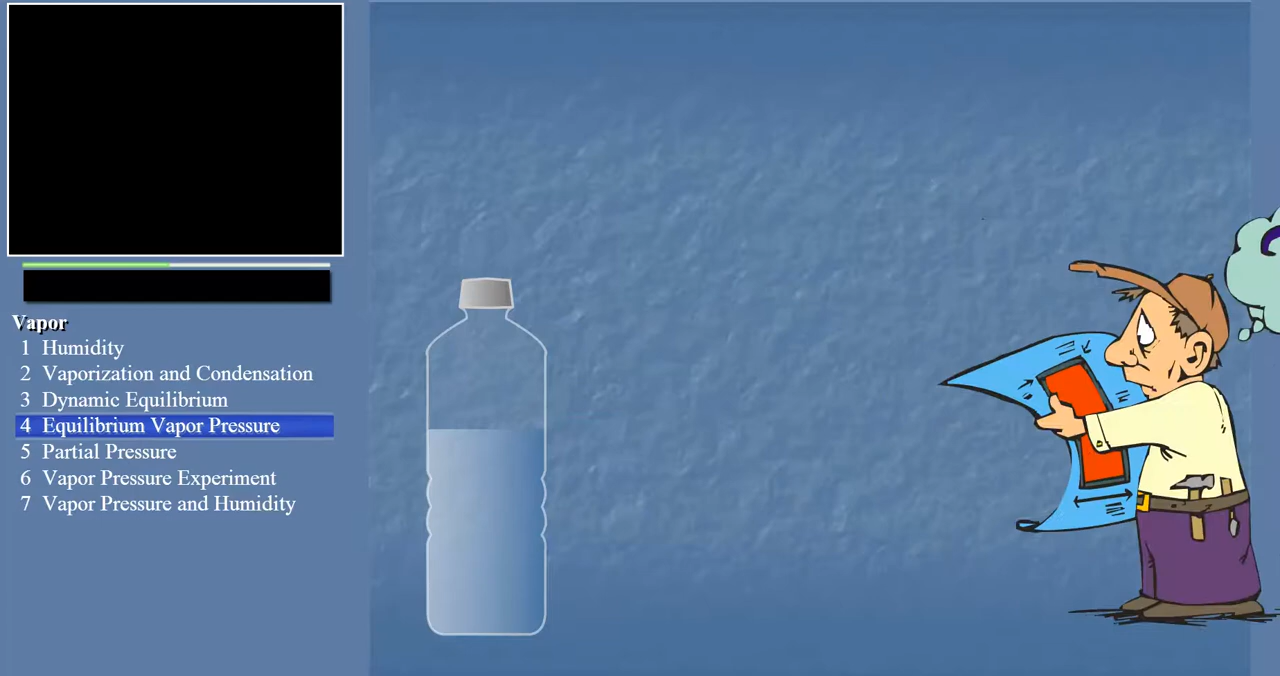 Vapor
1 Humidity
2 Vaporization and Condensation
3 Dynamic Equilibrium
4 Equilibrium Vapor Pressure
5 Partial Pressure
6 Vapor Pressure Experiment
7 Vapor Pressure and Humidity